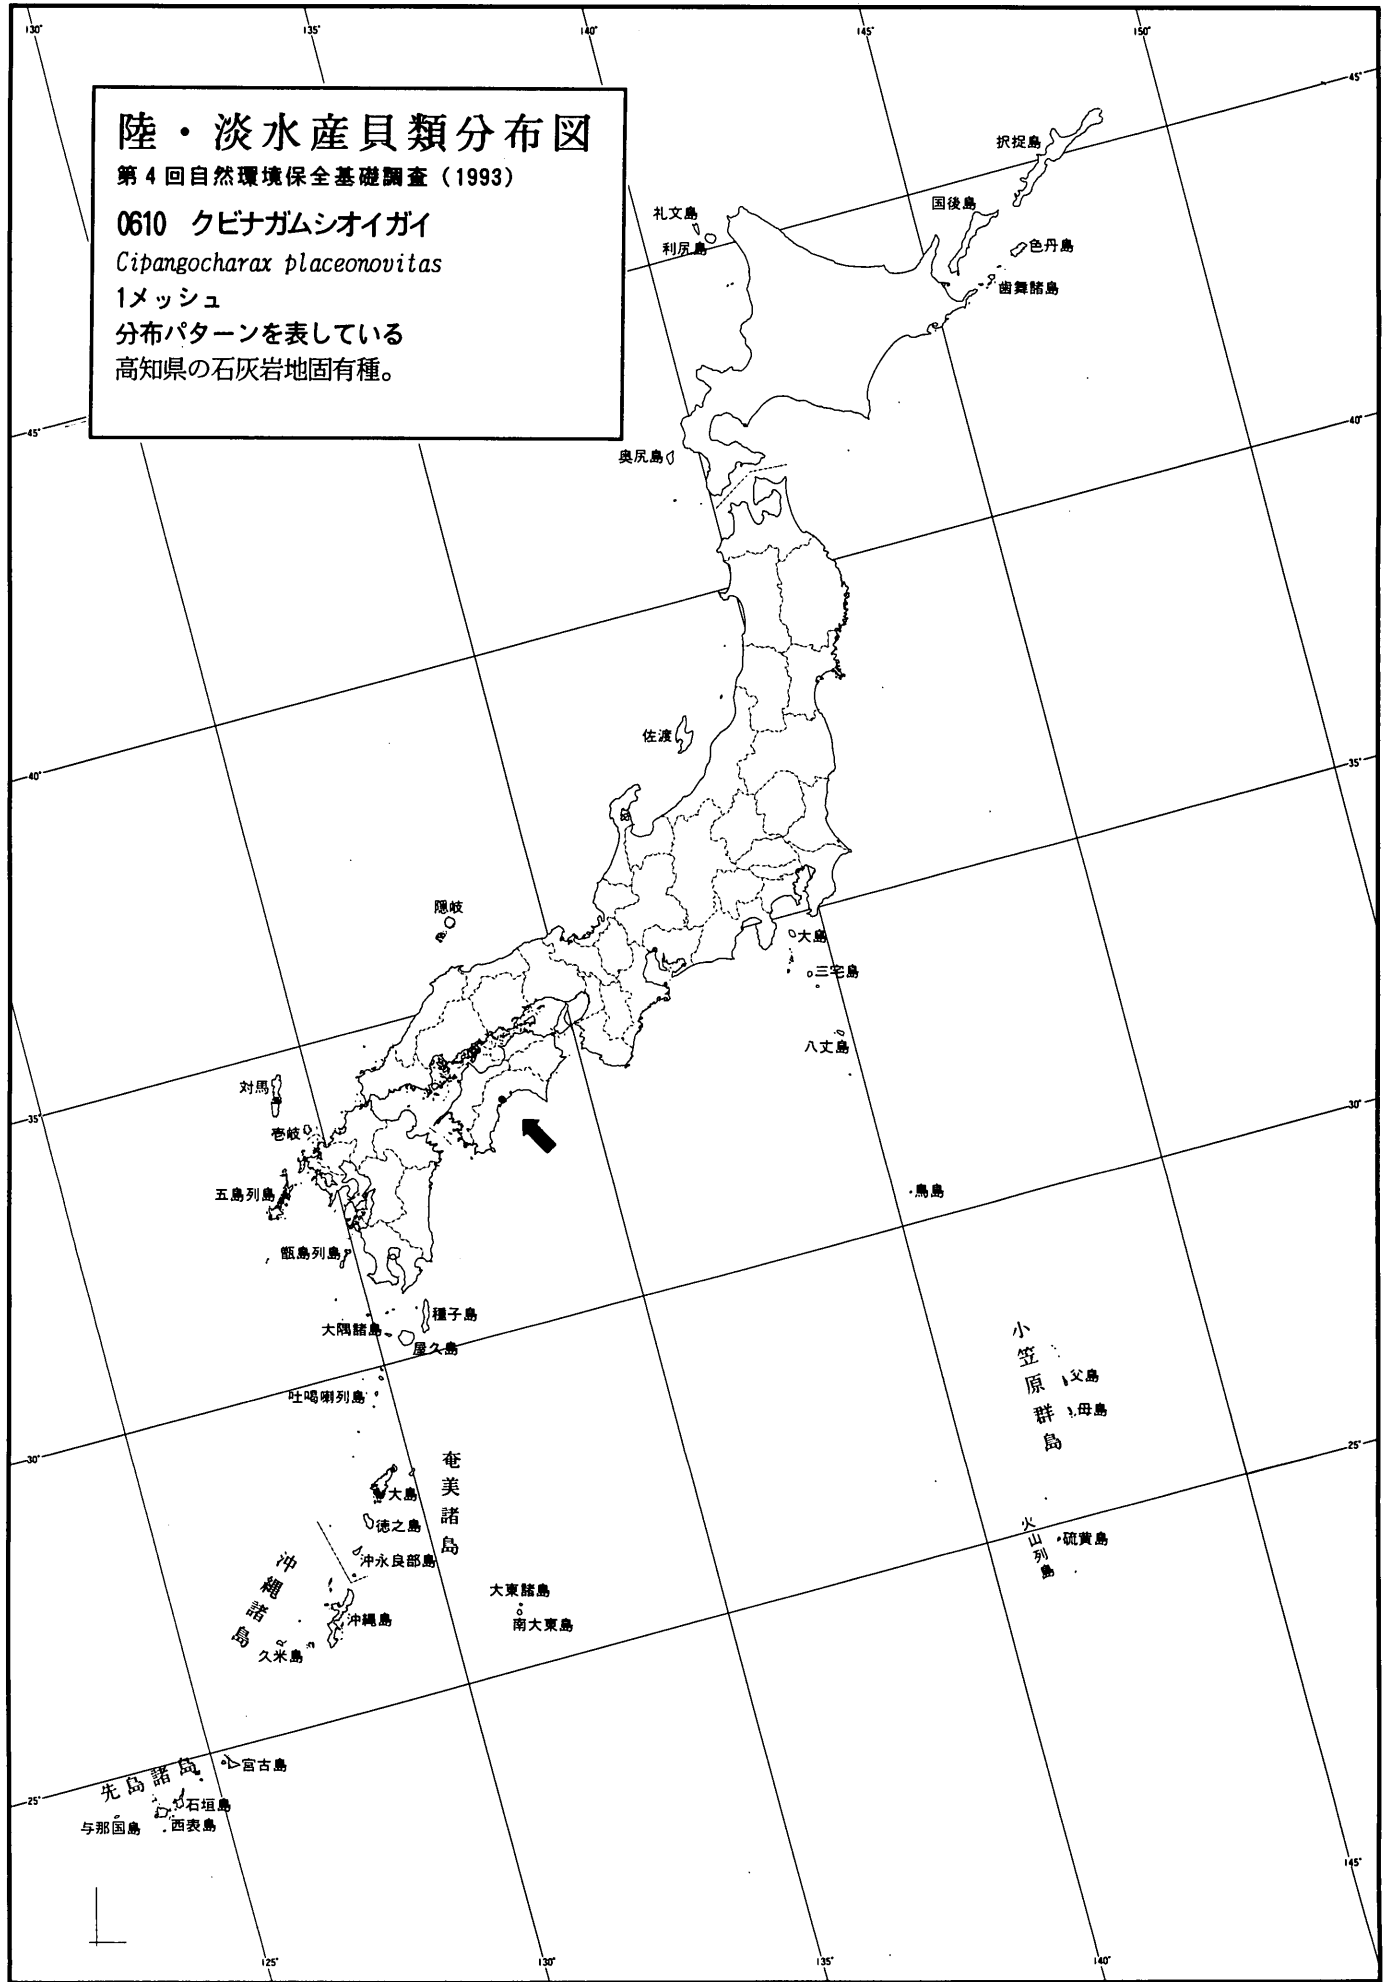 130°
135°
140°
145°
150°
陸・淡水産貝類分布図
第4回自然環境保全基礎調査（1993）
0610 クビナガムシオイガイ
Cipangocharax placeonovitas
1メッシュ
分布パターンを表している
高知県の石灰岩地固有種。
45°
択捉島
国後島
礼文島
利尻島
色丹島
歯舞諸島
40°
45°
奥尻島
佐渡
35°
40°
隠岐
大島
三宅島
八丈島
対馬
壱岐
35°
30°
五島列島
鳥島
甑島列島
種子島
大隅諸島
屋久島
小笠原群島
父島
吐喝喇列島
母島
25°
30°
奄美諸島
大島
徳之島
火山列島
硫黄島
沖永良部島
沖縄諸島
大東諸島
沖縄島
南大東島
久米島
先島諸島
宮古島
25°
石垣島
与那国島
西表島
145°
125°
130°
135°
140°